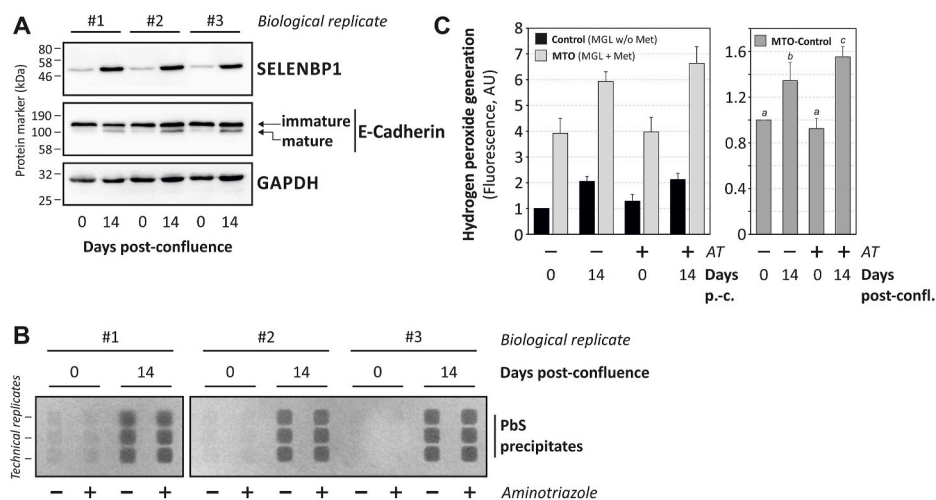 A
#1 #2 #3 Biological replicate
Protein marker (kDa)
80
58
46
SELENBP1
190
100
58
immature
mature
E-Cadherin
32
25
GAPDH
0 14 0 14 0 14
Days post-confluence
C
Hydrogen peroxide generation
(Fluorescence, AU)
8
7
6
5
4
3
2
1
0
Control (MGL w/o Met)
MTO (MGL + Met)
− − + + AT
0 14 0 14 Days
p.-c.
1.6
1.2
0.8
0.4
0
MTO-Control
a b a c
− − + + AT
0 14 0 14 Days
post-confl.
B
#1 #2 #3 Biological replicate
0 14 0 14 0 14 Days post-confluence
Technical replicates
PbS
precipitates
− + − + − + − + − + − + Aminotriazole